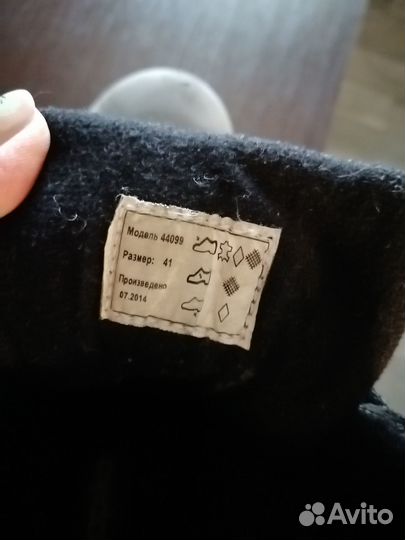 Модель 44099
Размер: 41
Произведено
07.2014
Avito